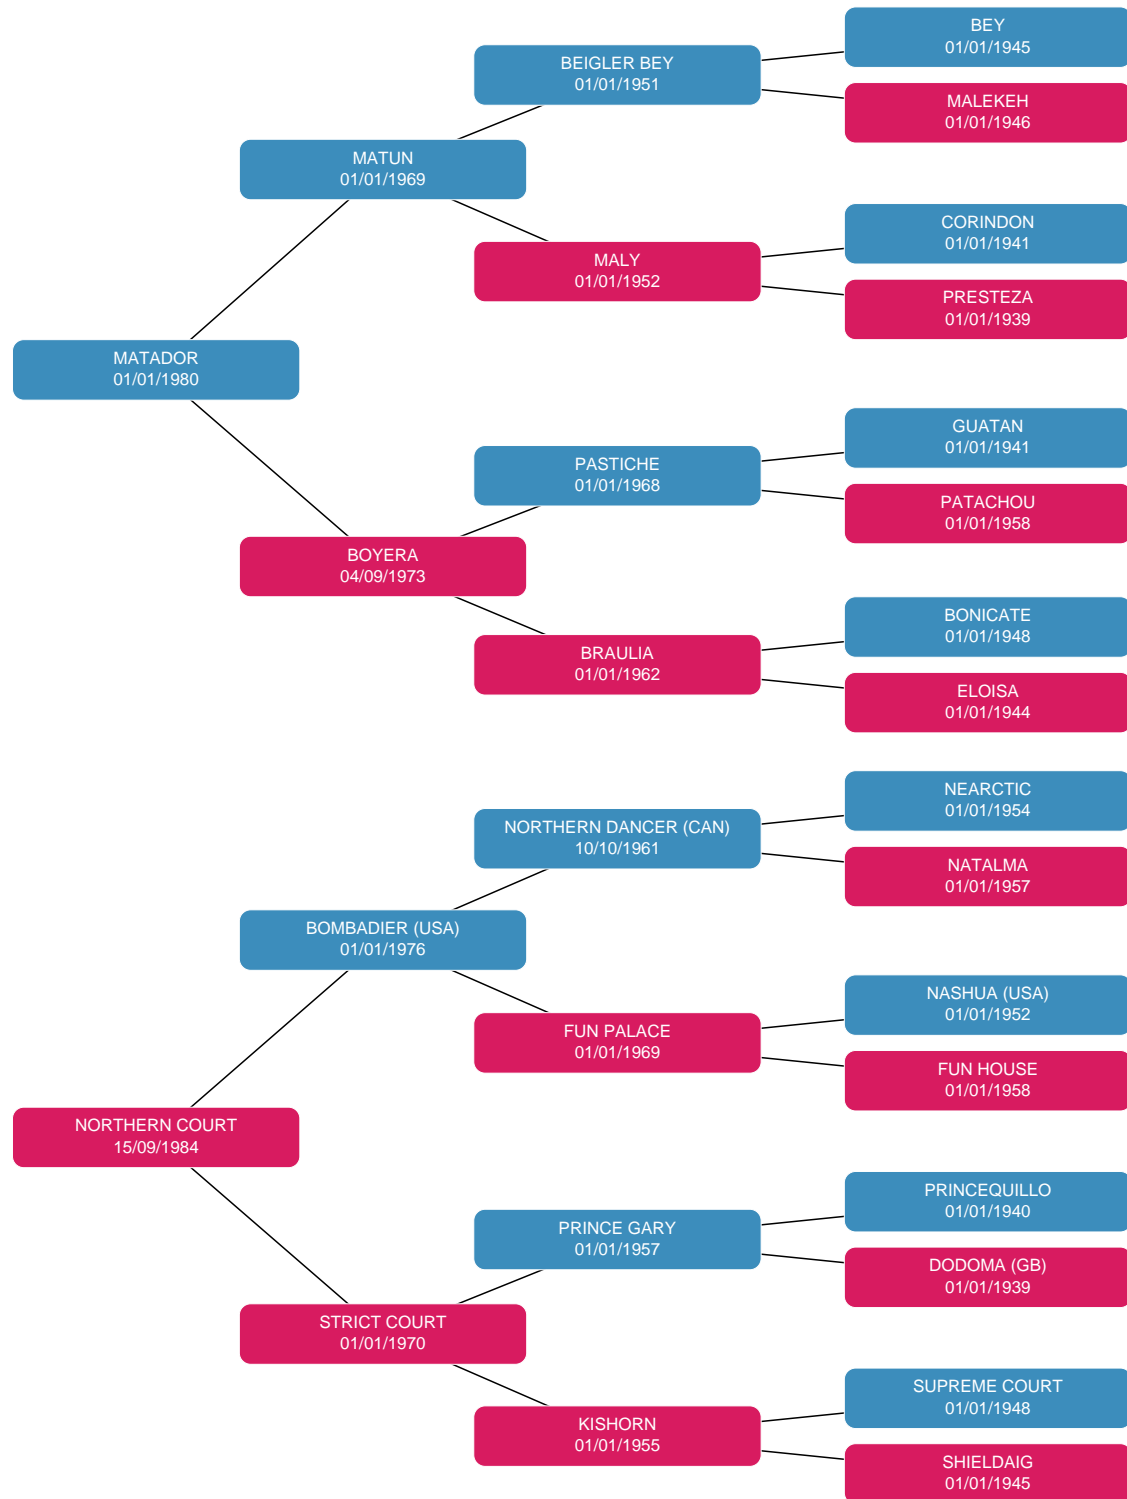 BEY
01/01/1945
BEIGLER BEY
01/01/1951
MALEKEH
01/01/1946
MATUN
01/01/1969
CORINDON
01/01/1941
MALY
01/01/1952
PRESTEZA
01/01/1939
MATADOR
01/01/1980
GUATAN
01/01/1941
PASTICHE
01/01/1968
PATACHOU
01/01/1958
BOYERA
04/09/1973
BONICATE
01/01/1948
BRAULIA
01/01/1962
ELOISA
01/01/1944
NEARCTIC
01/01/1954
NORTHERN DANCER (CAN)
10/10/1961
NATALMA
01/01/1957
BOMBADIER (USA)
01/01/1976
NASHUA (USA)
01/01/1952
FUN PALACE
01/01/1969
FUN HOUSE
01/01/1958
NORTHERN COURT
15/09/1984
PRINCEQUILLO
01/01/1940
PRINCE GARY
01/01/1957
DODOMA (GB)
01/01/1939
STRICT COURT
01/01/1970
SUPREME COURT
01/01/1948
KISHORN
01/01/1955
SHIELDAIG
01/01/1945